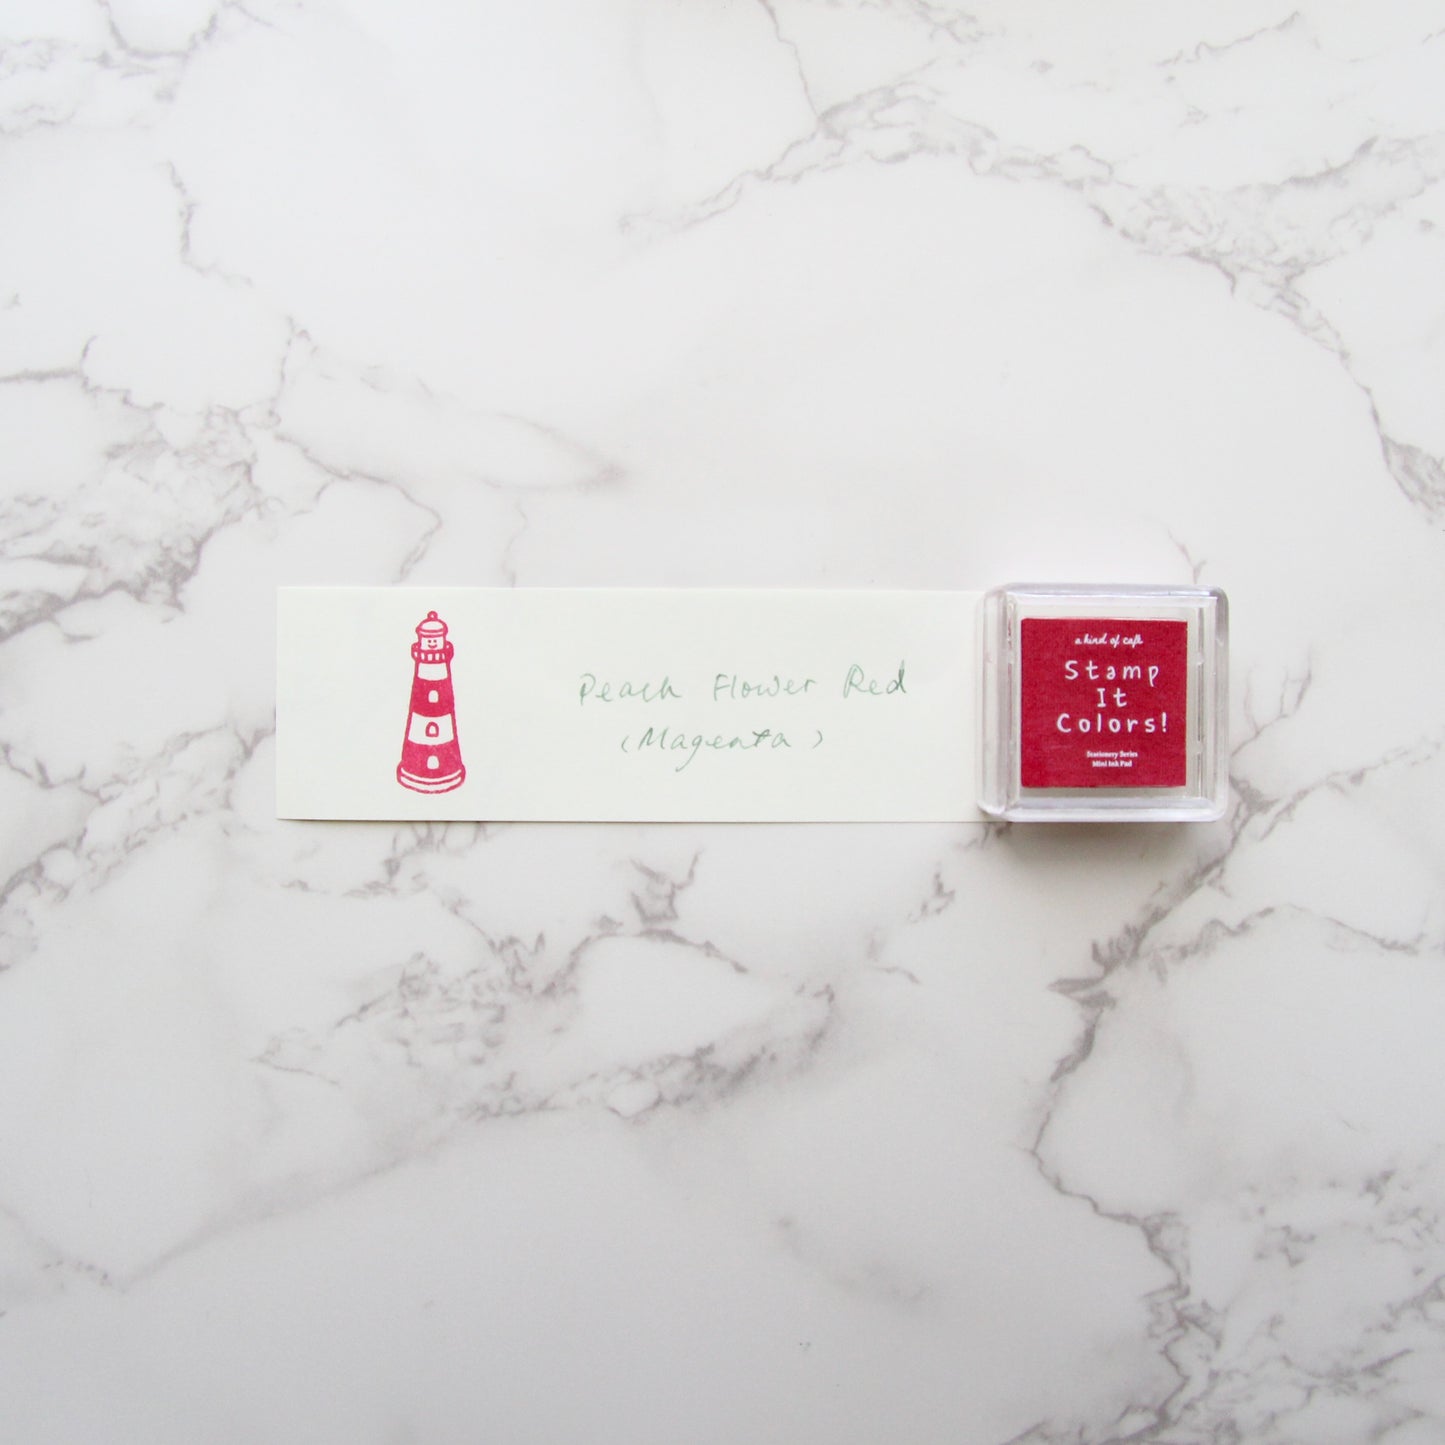 Peach Flower Red
(Magenta)
a kind of café
Stamp
It
Colors!
Stationery Series
Mini Ink Pad